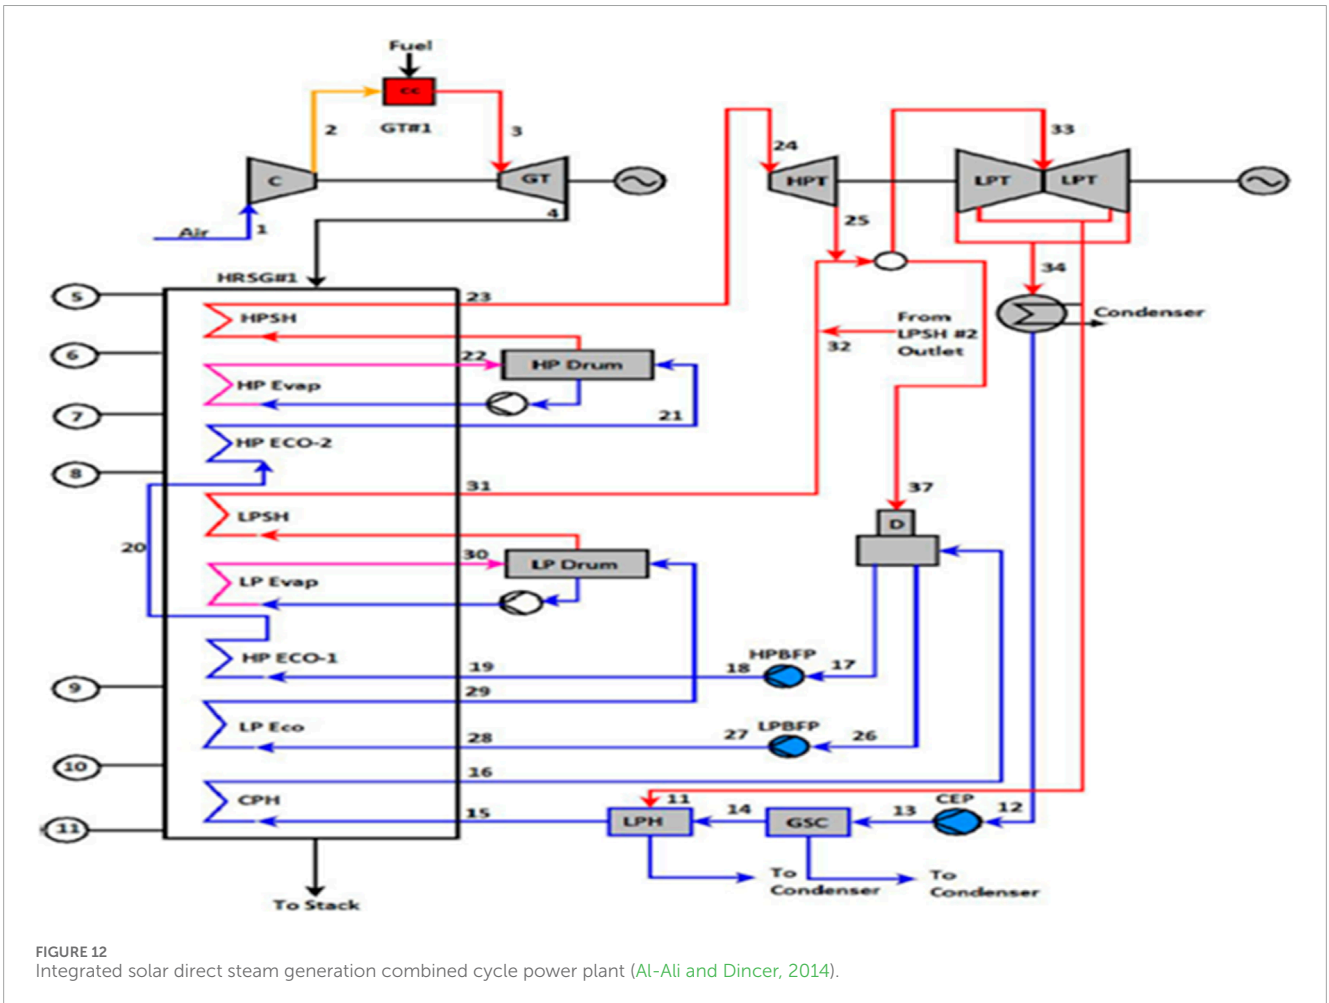 Fuel
cc
GT#1
2
3
C
GT
4
Air
1
24
HPT
25
33
LPT
LPT
34
Condenser
HRSG#1
5
23
HPSH
From
LPSH #2
Outlet
32
6
22
HP Drum
HP Evap
7
21
HP ECO-2
8
31
37
LPSH
D
20
30
LP Drum
LP Evap
HP ECO-1
19
18
HPBFP
17
9
29
LP Eco
28
27
LPBFP
26
10
16
CPH
15
11
LPH
11
14
GSC
13
CEP
12
To
Condenser
To
Condenser
To Stack
FIGURE 12
Integrated solar direct steam generation combined cycle power plant (Al-Ali and Dincer, 2014).